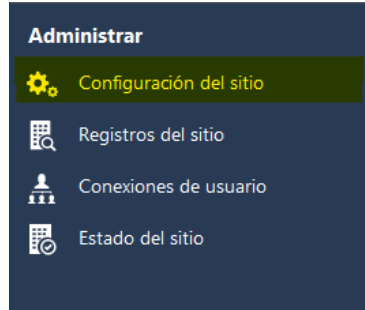 Administrar
Configuración del sitio
Registros del sitio
Conexiones de usuario
Estado del sitio